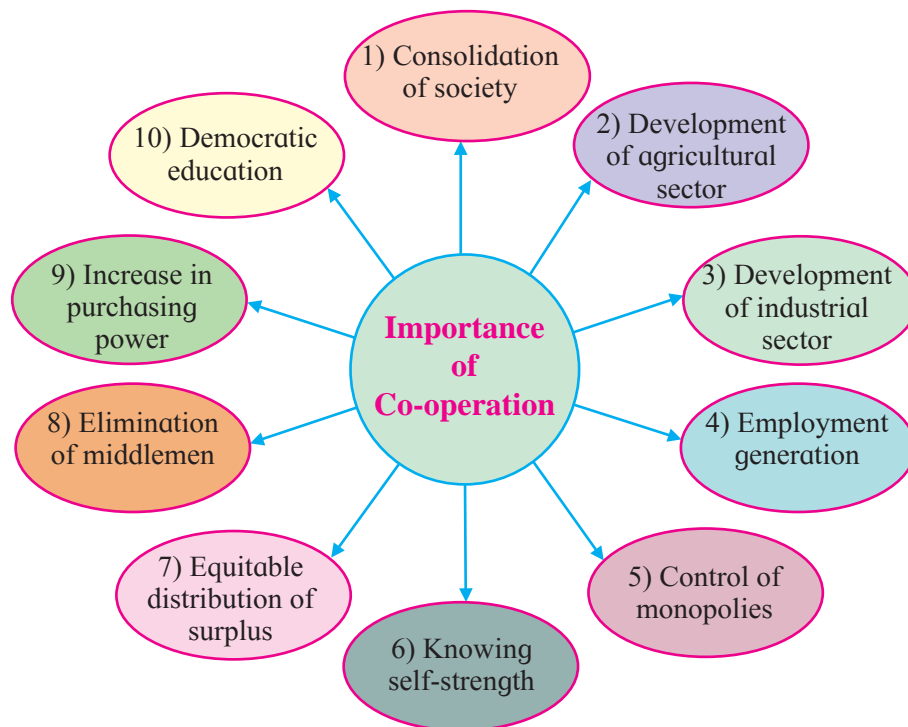 1) Consolidation
of society
2) Development
of agricultural
sector
3) Development
of industrial
sector
4) Employment
generation
5) Control of
monopolies
6) Knowing
self-strength
7) Equitable
distribution of
surplus
8) Elimination
of middlemen
9) Increase in
purchasing
power
10) Democratic
education
Importance
of
Co-operation